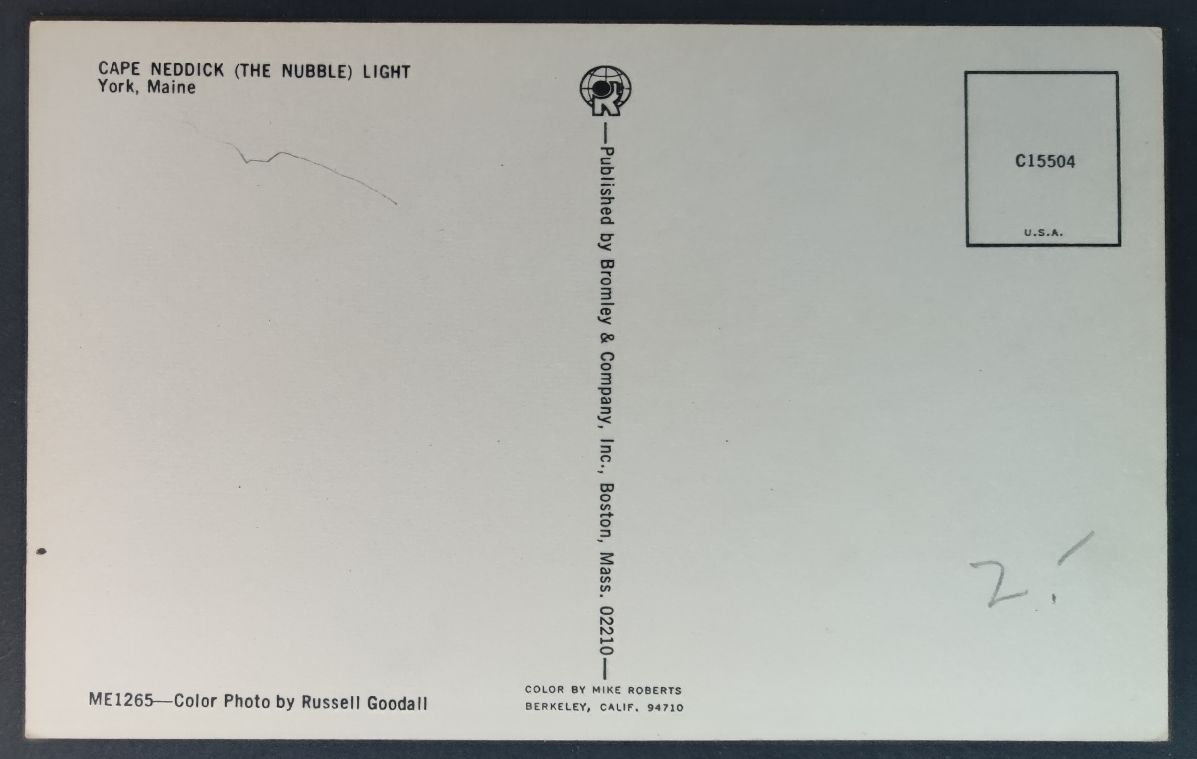 CAPE NEDDICK (THE NUBBLE) LIGHT
York, Maine
R
—Published by Bromley & Company, Inc., Boston, Mass. 02210—
C15504
U.S.A.
2.
ME1265—Color Photo by Russell Goodall
COLOR BY MIKE ROBERTS
BERKELEY, CALIF. 94710